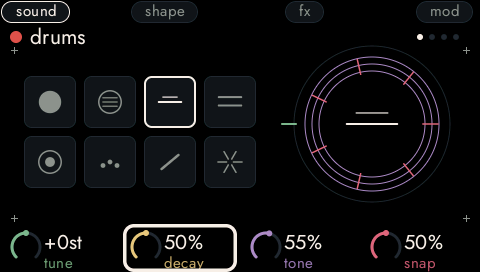 sound shape fx mod
drums
+0st 50% 55% 50%
tune decay tone snap